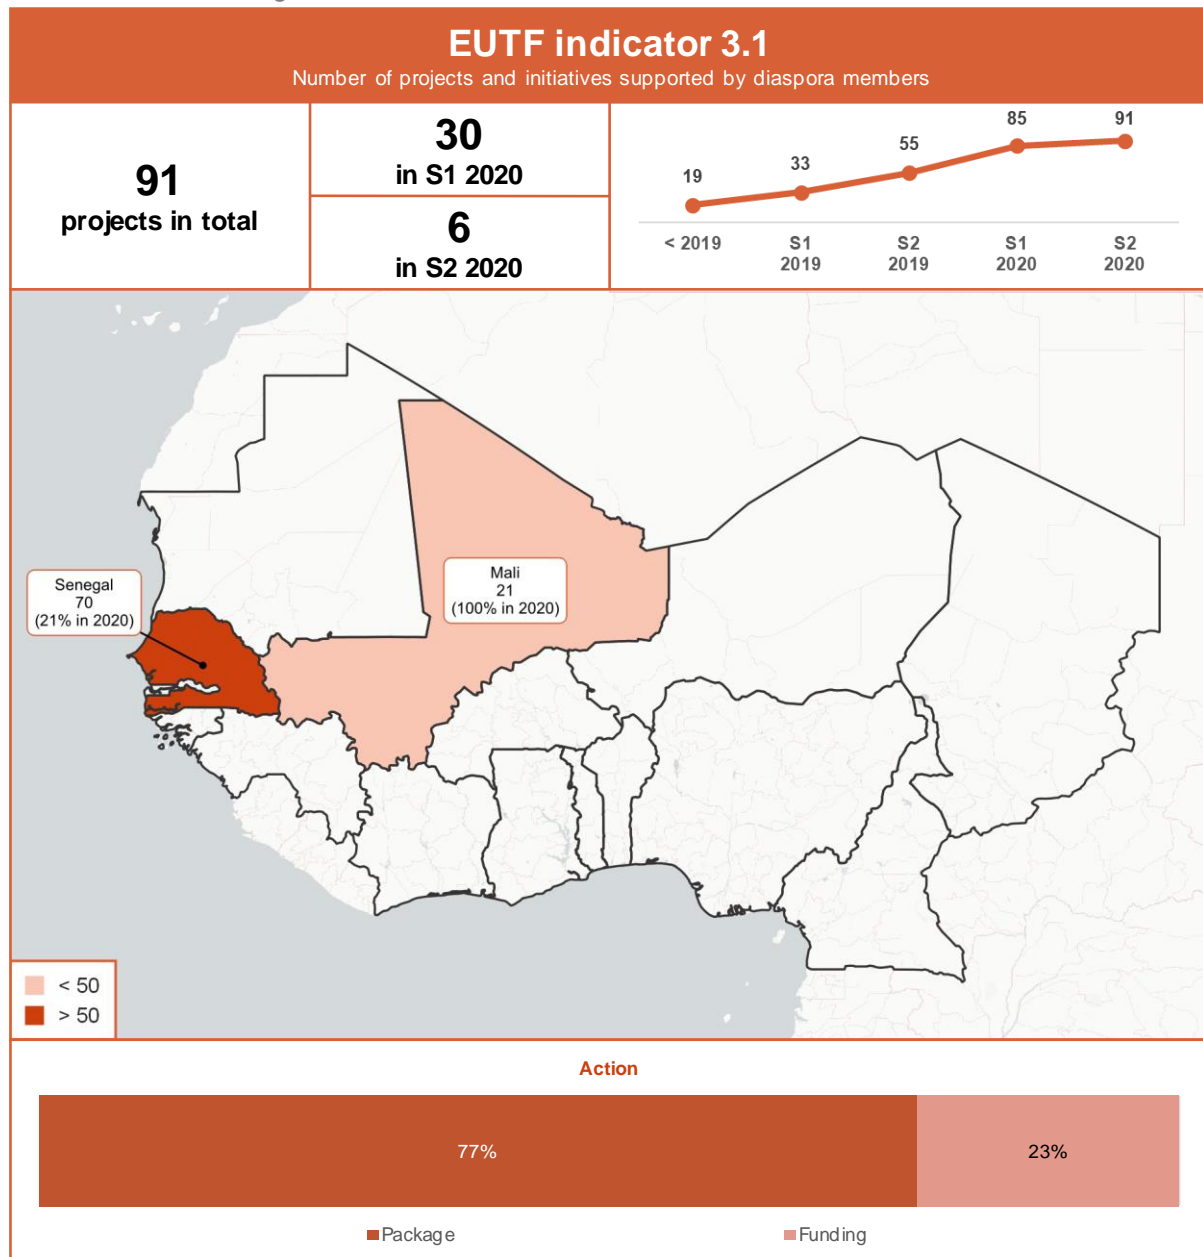 EUTF indicator 3.1
Number of projects and initiatives supported by diaspora members
91
projects in total
30
in S1 2020
6
in S2 2020
19
33
55
85
91
< 2019
S1
2019
S2
2019
S1
2020
S2
2020
Senegal
70
(21% in 2020)
Mali
21
(100% in 2020)
< 50
> 50
Action
77%
23%
Package
Funding